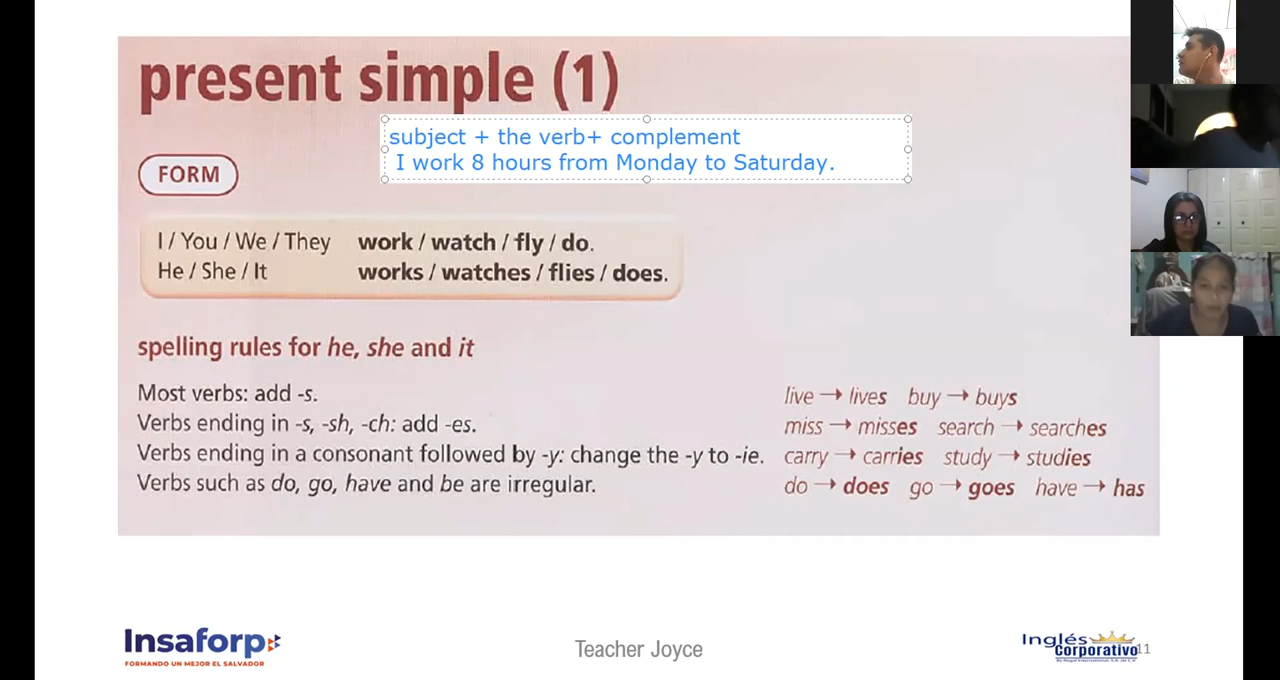 present simple (1)
subject + the verb+ complement
I work 8 hours from Monday to Saturday.
FORM
I / You / We / They work / watch / fly / do.
He / She / It works / watches / flies / does.
spelling rules for he, she and it
Most verbs: add -s. live → lives buy → buys
Verbs ending in -s, -sh, -ch: add -es. miss → misses search → searches
Verbs ending in a consonant followed by -y: change the -y to -ie. carry → carries study → studies
Verbs such as do, go, have and be are irregular. do → does go → goes have → has
Insaforp
FORMANDO UN MEJOR EL SALVADOR
Teacher Joyce
Inglés
Corporativo
11